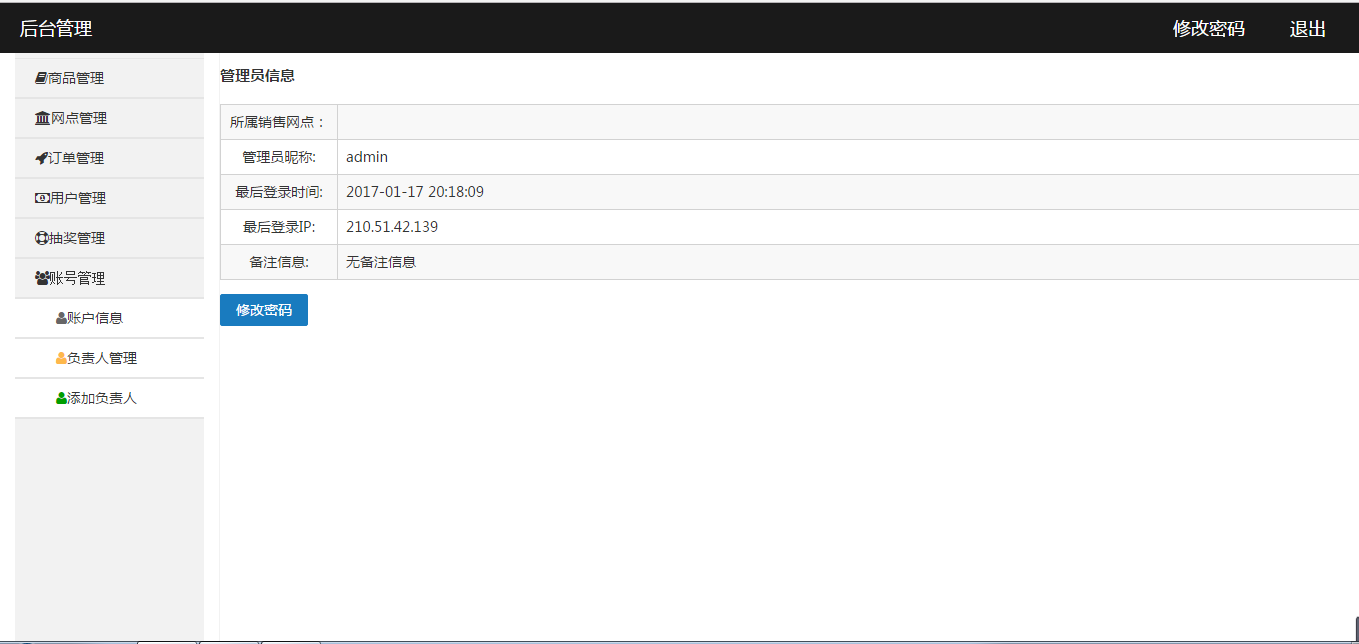 后台管理
修改密码 退出
商品管理
网点管理
订单管理
用户管理
抽奖管理
账号管理
账户信息
负责人管理
添加负责人
管理员信息
所属销售网点：
管理员昵称: admin
最后登录时间: 2017-01-17 20:18:09
最后登录IP: 210.51.42.139
备注信息: 无备注信息
修改密码